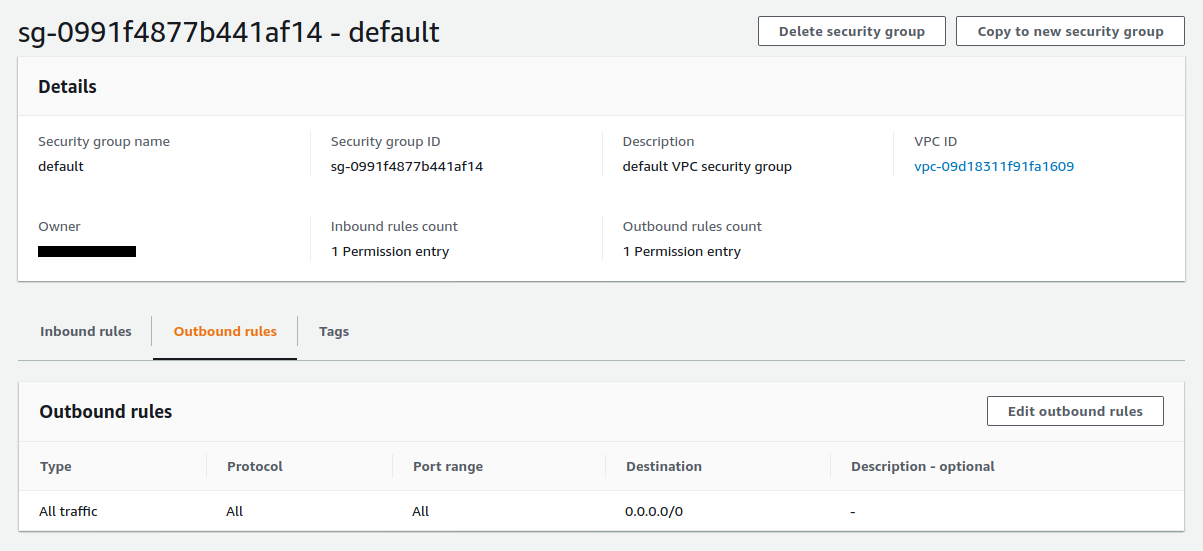 sg-0991f4877b441af14 - default
Delete security group
Copy to new security group
Details
Security group name
Security group ID
Description
VPC ID
default
sg-0991f4877b441af14
default VPC security group
vpc-09d18311f91fa1609
Owner
Inbound rules count
Outbound rules count
1 Permission entry
1 Permission entry
Inbound rules
Outbound rules
Tags
Outbound rules
Edit outbound rules
Type
Protocol
Port range
Destination
Description - optional
All traffic
All
All
0.0.0.0/0
-